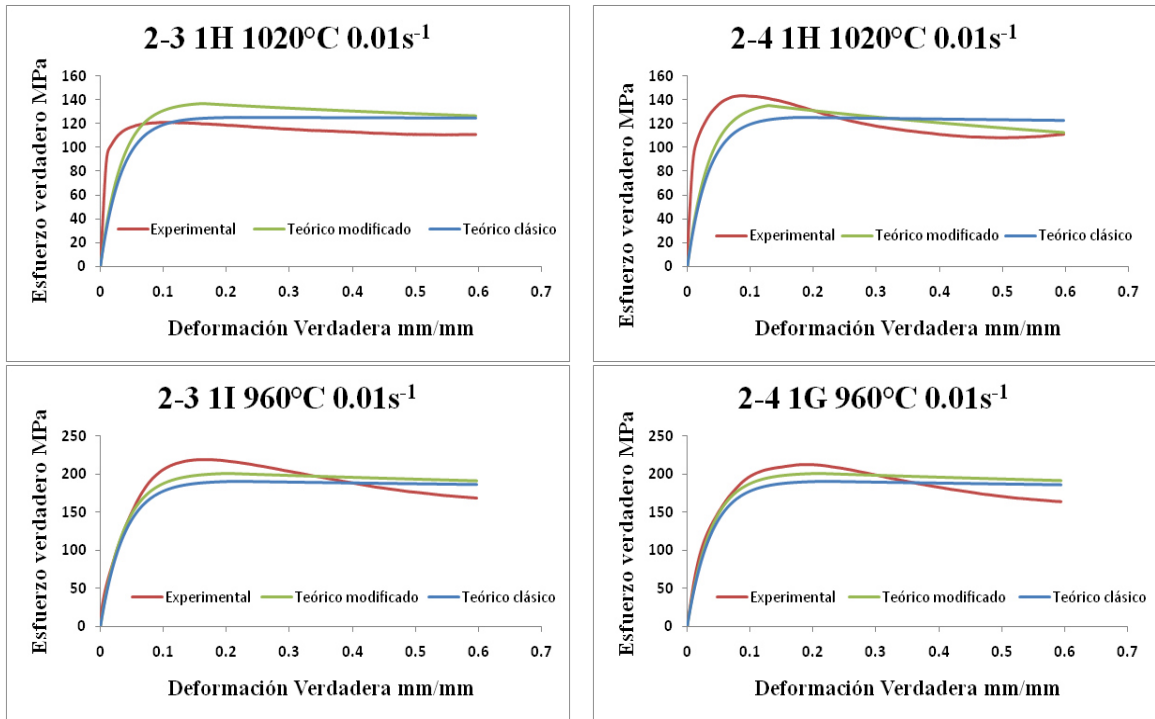 2-3 1H 1020°C 0.01s⁻¹
Esfuerzo verdadero MPa
160
140
120
100
80
60
40
20
0
Experimental Teórico modificado Teórico clásico
0 0.1 0.2 0.3 0.4 0.5 0.6 0.7
Deformación Verdadera mm/mm
2-4 1H 1020°C 0.01s⁻¹
Esfuerzo verdadero MPa
160
140
120
100
80
60
40
20
0
Experimental Teórico modificado Teórico clásico
0 0.1 0.2 0.3 0.4 0.5 0.6 0.7
Deformación Verdadera mm/mm
2-3 1I 960°C 0.01s⁻¹
Esfuerzo verdadero MPa
250
200
150
100
50
0
Experimental Teórico modificado Teórico clásico
0 0.1 0.2 0.3 0.4 0.5 0.6 0.7
Deformación Verdadera mm/mm
2-4 1G 960°C 0.01s⁻¹
Esfuerzo verdadero MPa
250
200
150
100
50
0
Experimental Teórico modificado Teórico clásico
0 0.1 0.2 0.3 0.4 0.5 0.6 0.7
Deformación Verdadera mm/mm